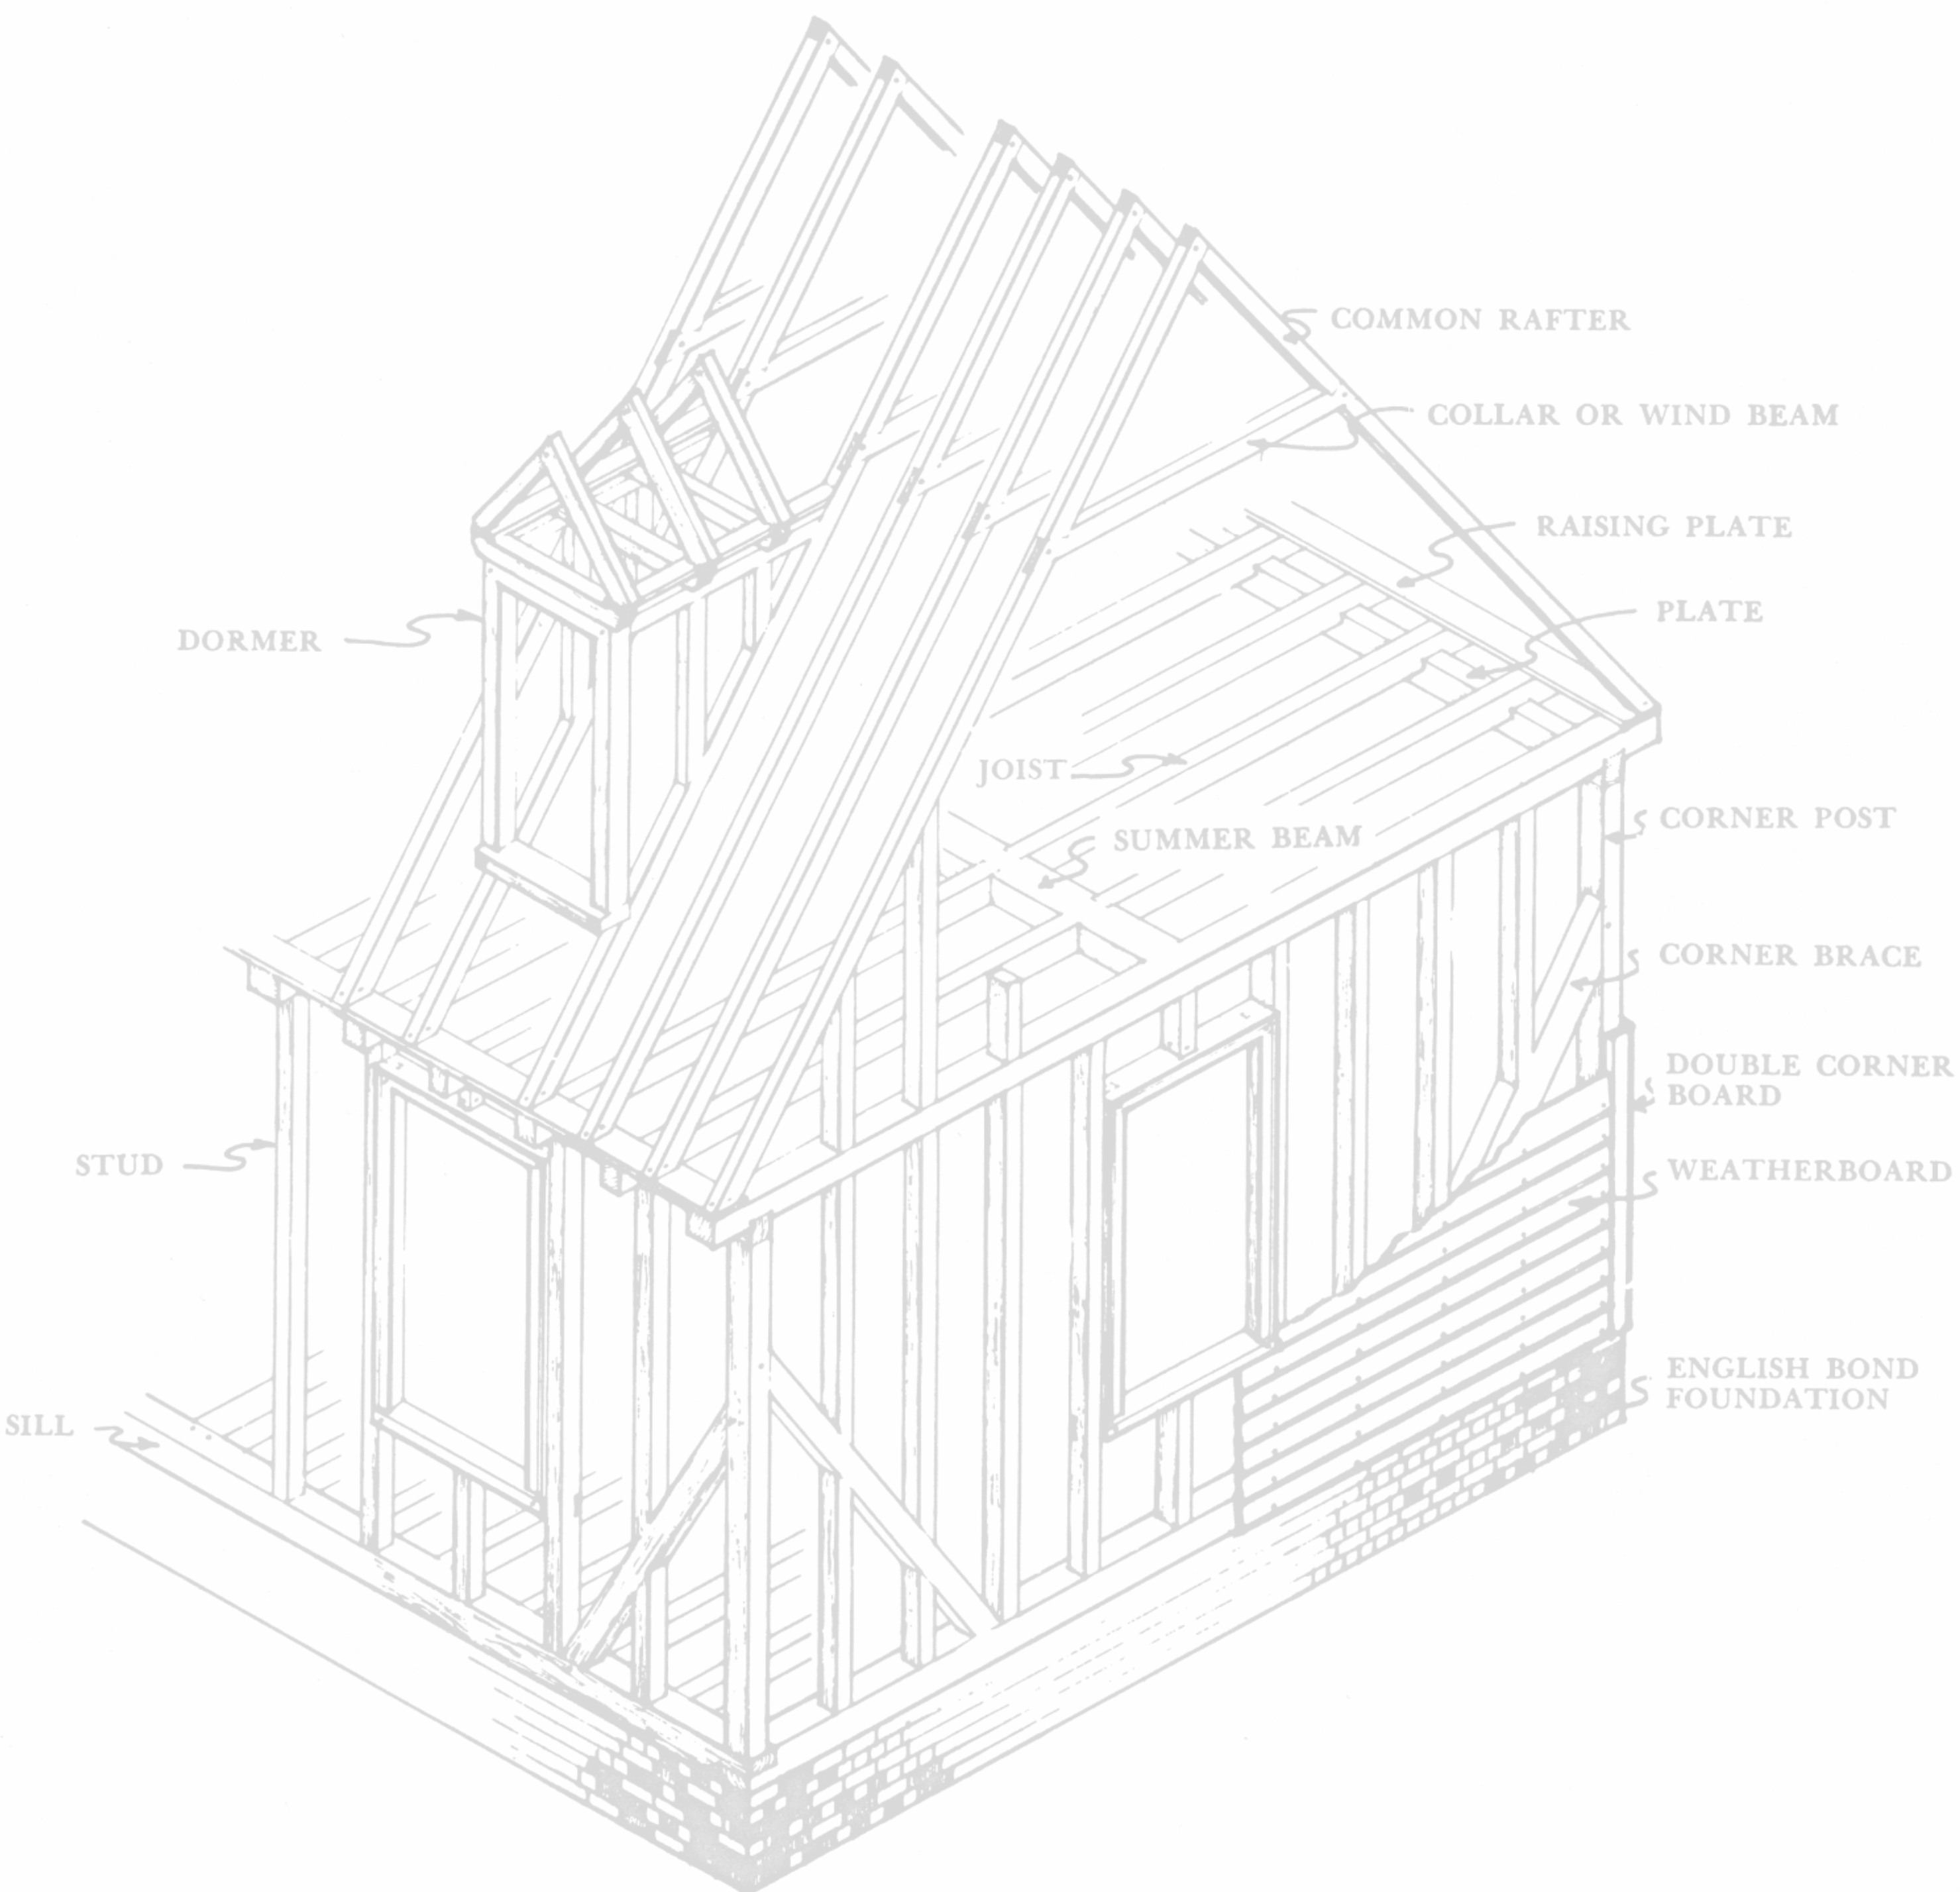 COMMON RAFTER
COLLAR OR WIND BEAM
RAISING PLATE
PLATE
DORMER
JOIST
SUMMER BEAM
CORNER POST
CORNER BRACE
DOUBLE CORNER
BOARD
STUD
WEATHERBOARD
ENGLISH BOND
FOUNDATION
SILL